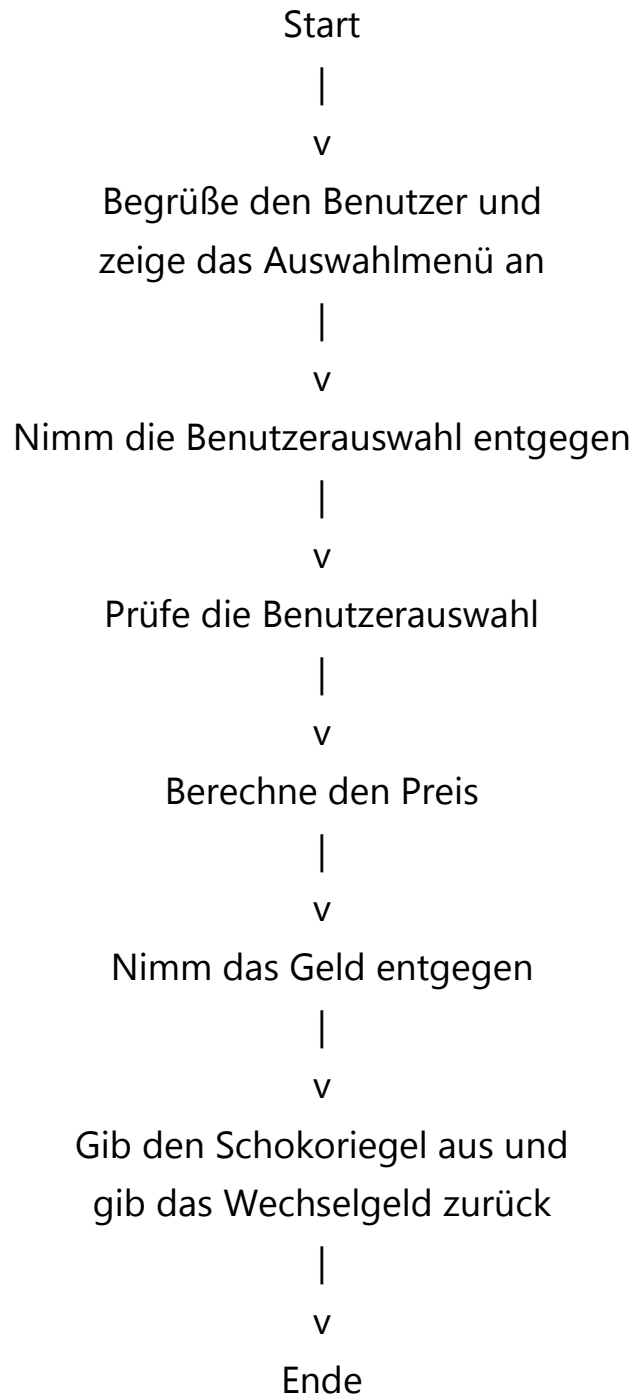 Start
|
v
Begrüße den Benutzer und
zeige das Auswahlmenü an
|
v
Nimm die Benutzerauswahl entgegen
|
v
Prüfe die Benutzerauswahl
|
v
Berechne den Preis
|
v
Nimm das Geld entgegen
|
v
Gib den Schokoriegel aus und
gib das Wechselgeld zurück
|
v
Ende